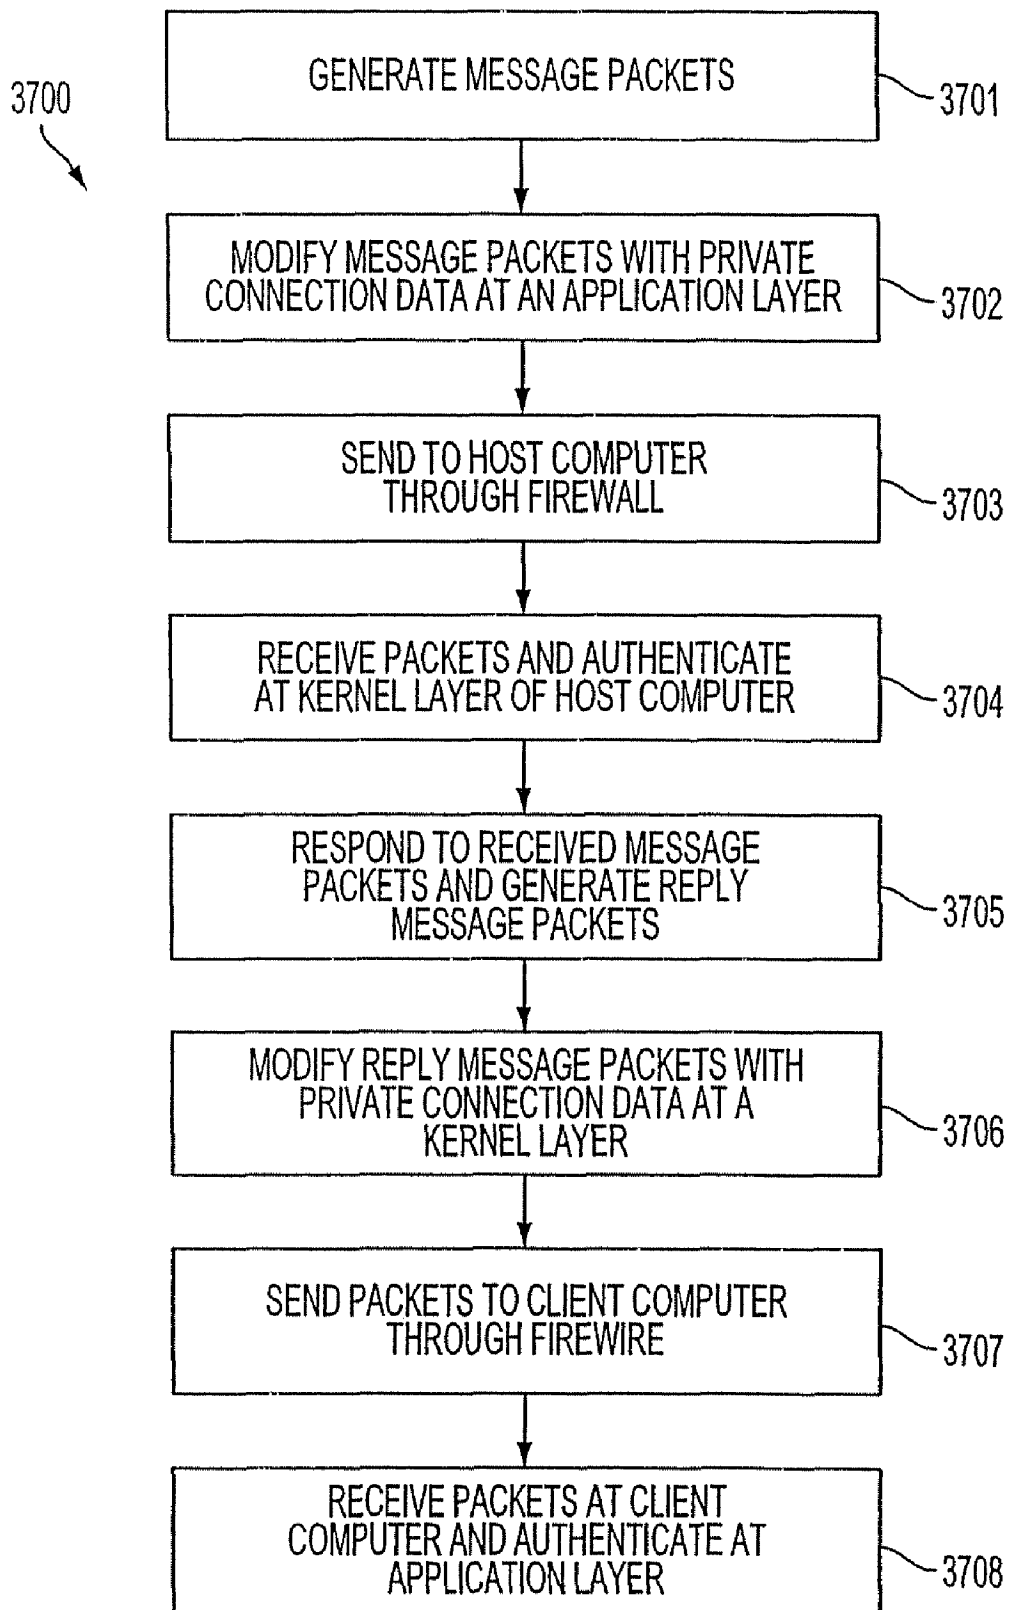 3700
GENERATE MESSAGE PACKETS
3701
MODIFY MESSAGE PACKETS WITH PRIVATE
CONNECTION DATA AT AN APPLICATION LAYER
3702
SEND TO HOST COMPUTER
THROUGH FIREWALL
3703
RECEIVE PACKETS AND AUTHENTICATE
AT KERNEL LAYER OF HOST COMPUTER
3704
RESPOND TO RECEIVED MESSAGE
PACKETS AND GENERATE REPLY
MESSAGE PACKETS
3705
MODIFY REPLY MESSAGE PACKETS WITH
PRIVATE CONNECTION DATA AT A
KERNEL LAYER
3706
SEND PACKETS TO CLIENT COMPUTER
THROUGH FIREWIRE
3707
RECEIVE PACKETS AT CLIENT
COMPUTER AND AUTHENTICATE AT
APPLICATION LAYER
3708